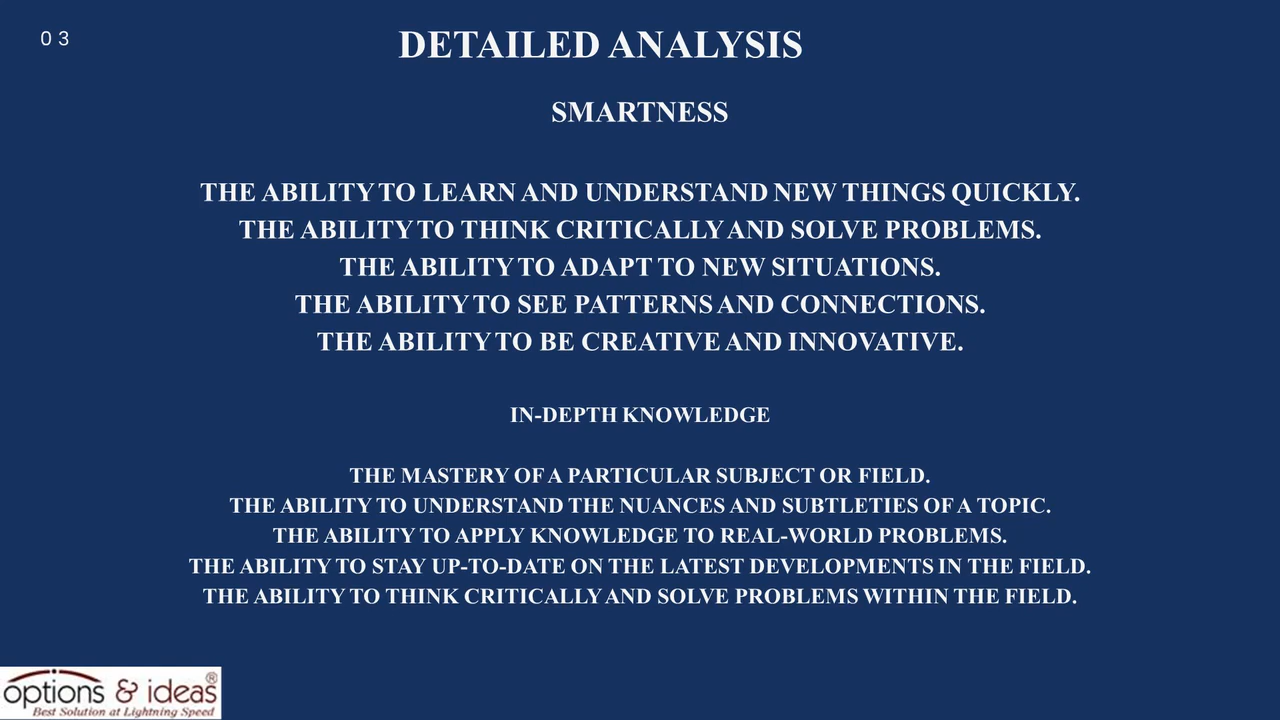 03
DETAILED ANALYSIS
SMARTNESS
THE ABILITY TO LEARN AND UNDERSTAND NEW THINGS QUICKLY.
THE ABILITY TO THINK CRITICALLY AND SOLVE PROBLEMS.
THE ABILITY TO ADAPT TO NEW SITUATIONS.
THE ABILITY TO SEE PATTERNS AND CONNECTIONS.
THE ABILITY TO BE CREATIVE AND INNOVATIVE.
IN-DEPTH KNOWLEDGE
THE MASTERY OF A PARTICULAR SUBJECT OR FIELD.
THE ABILITY TO UNDERSTAND THE NUANCES AND SUBTLETIES OF A TOPIC.
THE ABILITY TO APPLY KNOWLEDGE TO REAL-WORLD PROBLEMS.
THE ABILITY TO STAY UP-TO-DATE ON THE LATEST DEVELOPMENTS IN THE FIELD.
THE ABILITY TO THINK CRITICALLY AND SOLVE PROBLEMS WITHIN THE FIELD.
options & ideas®
Best Solution at Lightning Speed